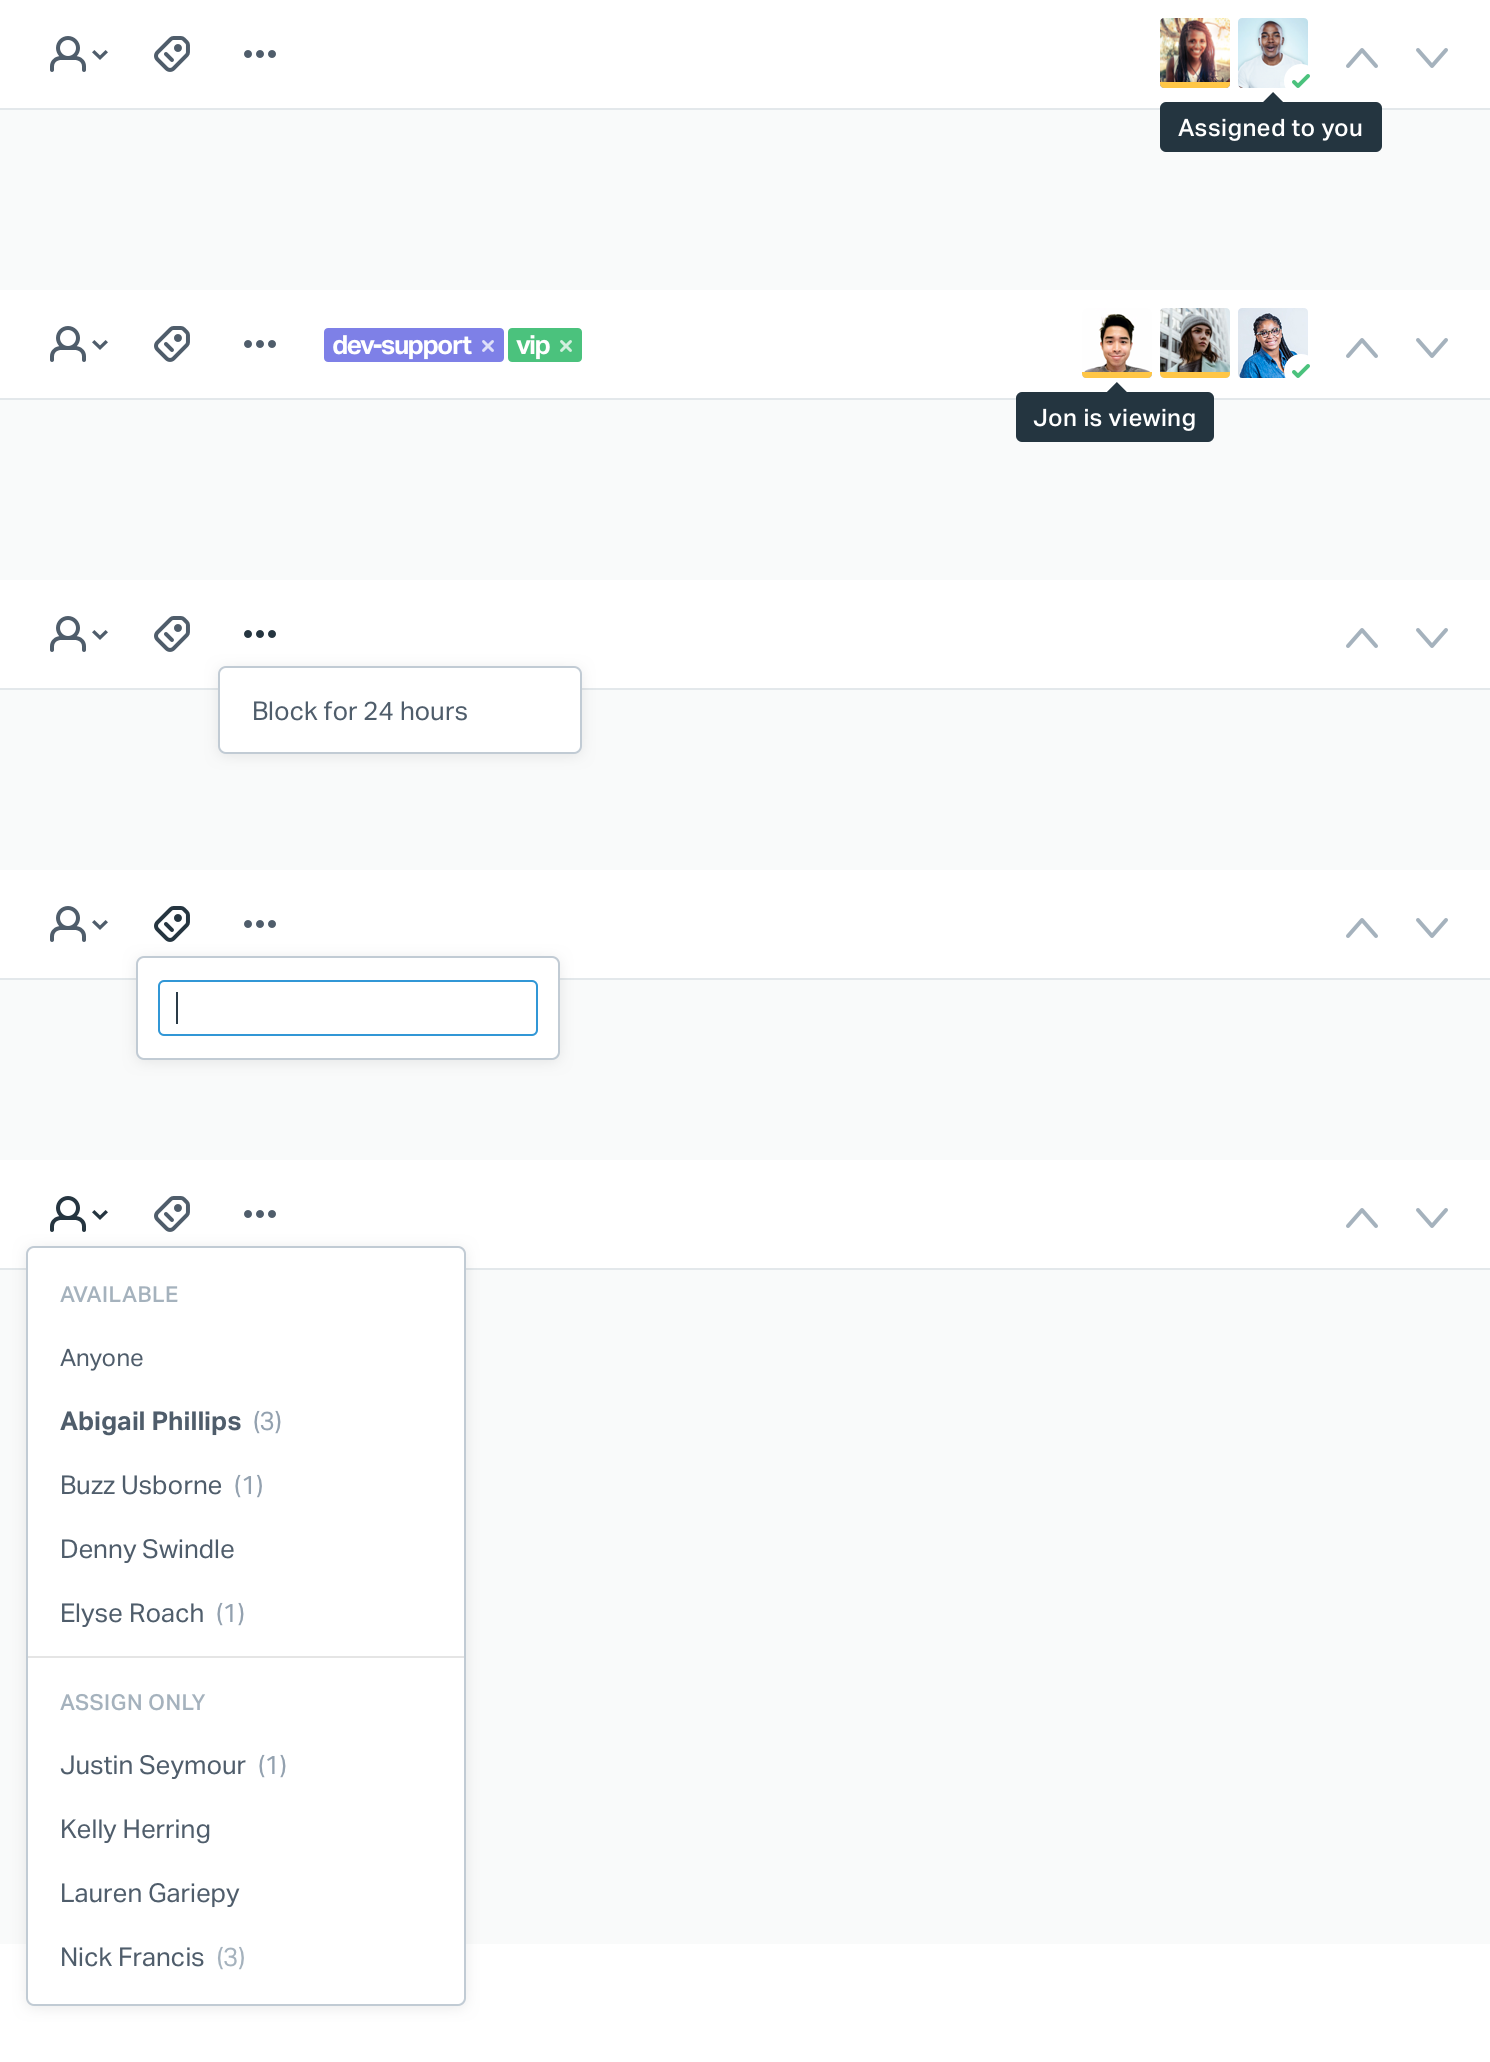 Assigned to you
dev-support × vip ×
Jon is viewing
Block for 24 hours
AVAILABLE
Anyone
Abigail Phillips (3)
Buzz Usborne (1)
Denny Swindle
Elyse Roach (1)
ASSIGN ONLY
Justin Seymour (1)
Kelly Herring
Lauren Gariepy
Nick Francis (3)